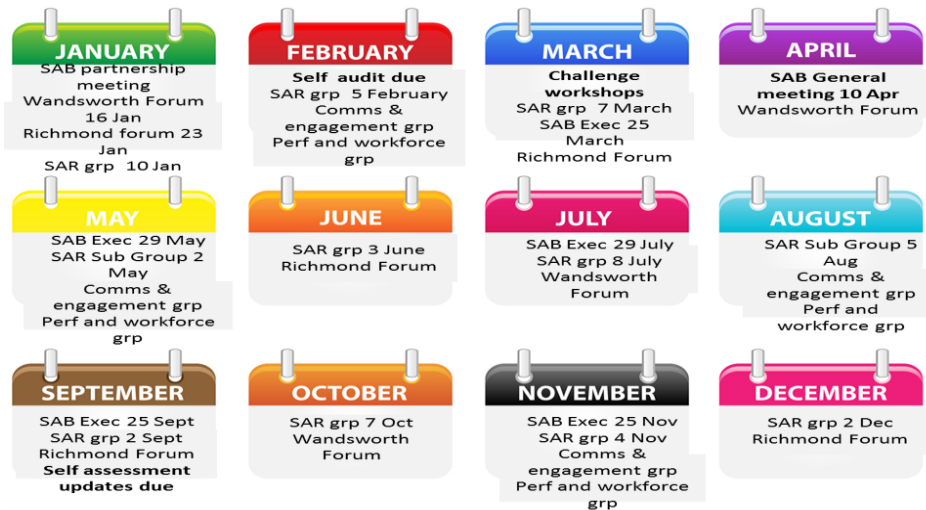 JANUARY
SAB partnership
meeting
Wandsworth Forum
16 Jan
Richmond forum 23
Jan
SAR grp 10 Jan
FEBRUARY
Self audit due
SAR grp 5 February
Comms &
engagement grp
Perf and workforce
grp
MARCH
Challenge
workshops
SAR grp 7 March
SAB Exec 25
March
Richmond Forum
APRIL
SAB General
meeting 10 Apr
Wandsworth Forum
MAY
SAB Exec 29 May
SAR Sub Group 2
May
Comms &
engagement grp
Perf and workforce
grp
JUNE
SAR grp 3 June
Richmond Forum
JULY
SAB Exec 29 July
SAR grp 8 July
Wandsworth
Forum
AUGUST
SAR Sub Group 5
Aug
Comms &
engagement grp
Perf and
workforce grp
SEPTEMBER
SAB Exec 25 Sept
SAR grp 2 Sept
Richmond Forum
Self assessment
updates due
OCTOBER
SAR grp 7 Oct
Wandsworth
Forum
NOVEMBER
SAB Exec 25 Nov
SAR grp 4 Nov
Comms &
engagement grp
Perf and workforce
grp
DECEMBER
SAR grp 2 Dec
Richmond Forum